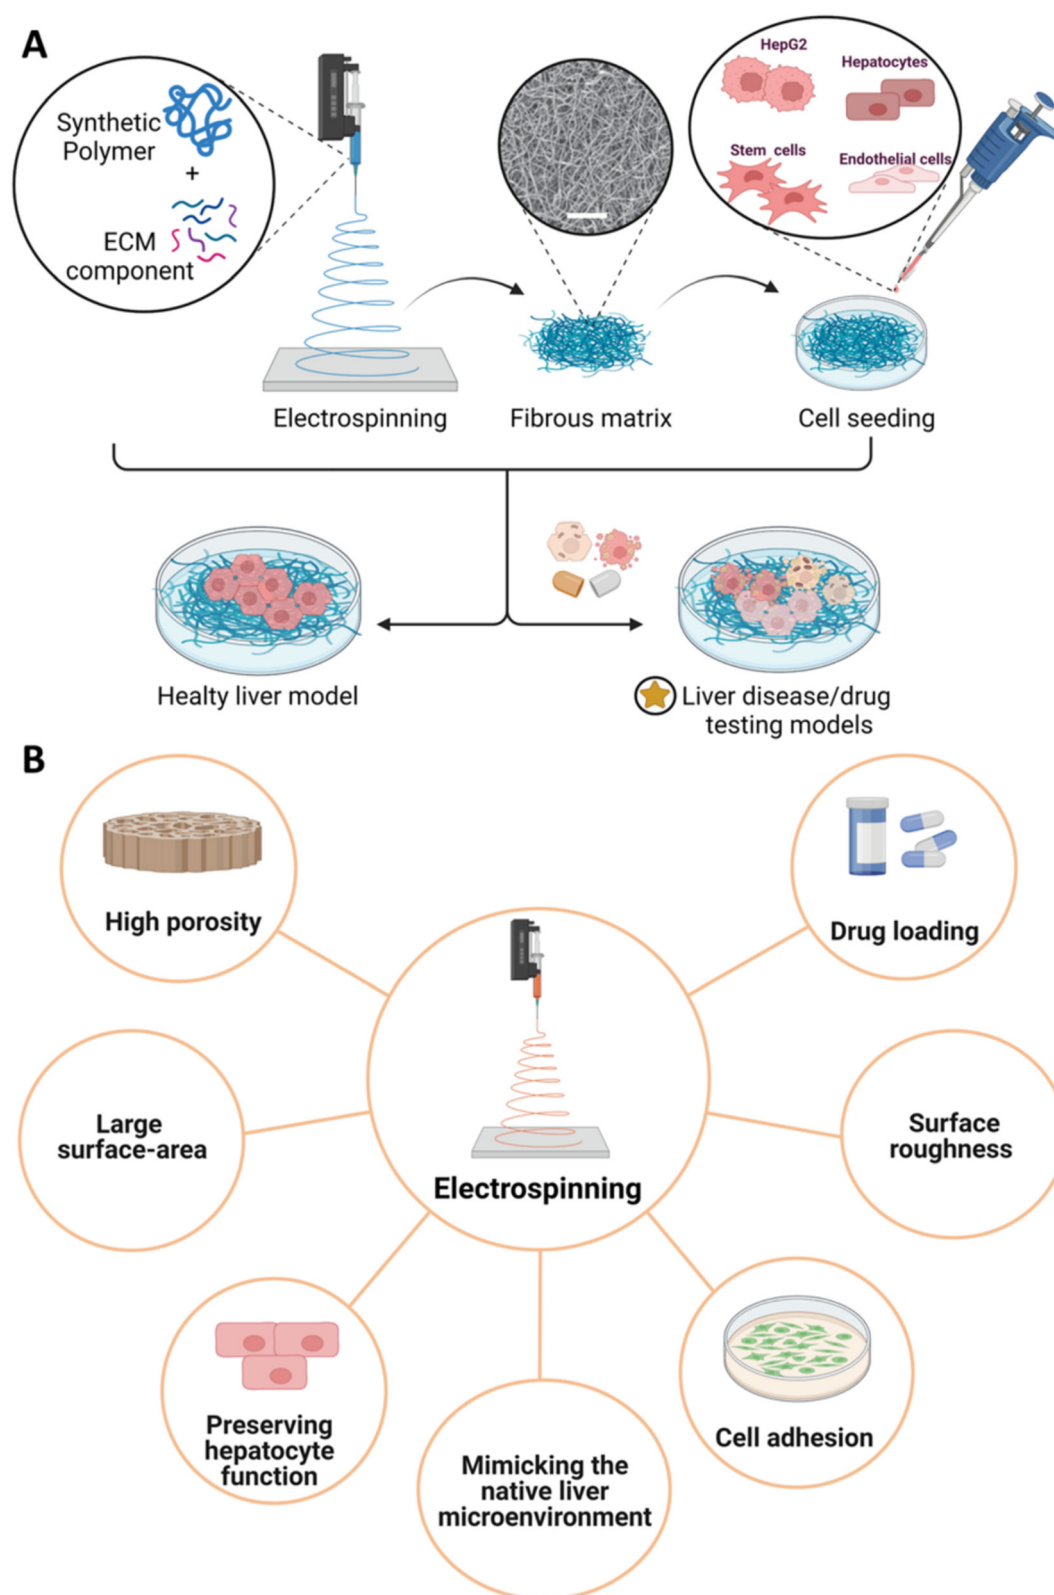 A
Synthetic
Polymer
+
ECM
component
HepG2
Hepatocytes
Stem cells
Endothelial cells
Electrospinning
Fibrous matrix
Cell seeding
Healty liver model
Liver disease/drug
testing models
B
High porosity
Drug loading
Large
surface-area
Electrospinning
Surface
roughness
Preserving
hepatocyte
function
Mimicking the
native liver
microenvironment
Cell adhesion